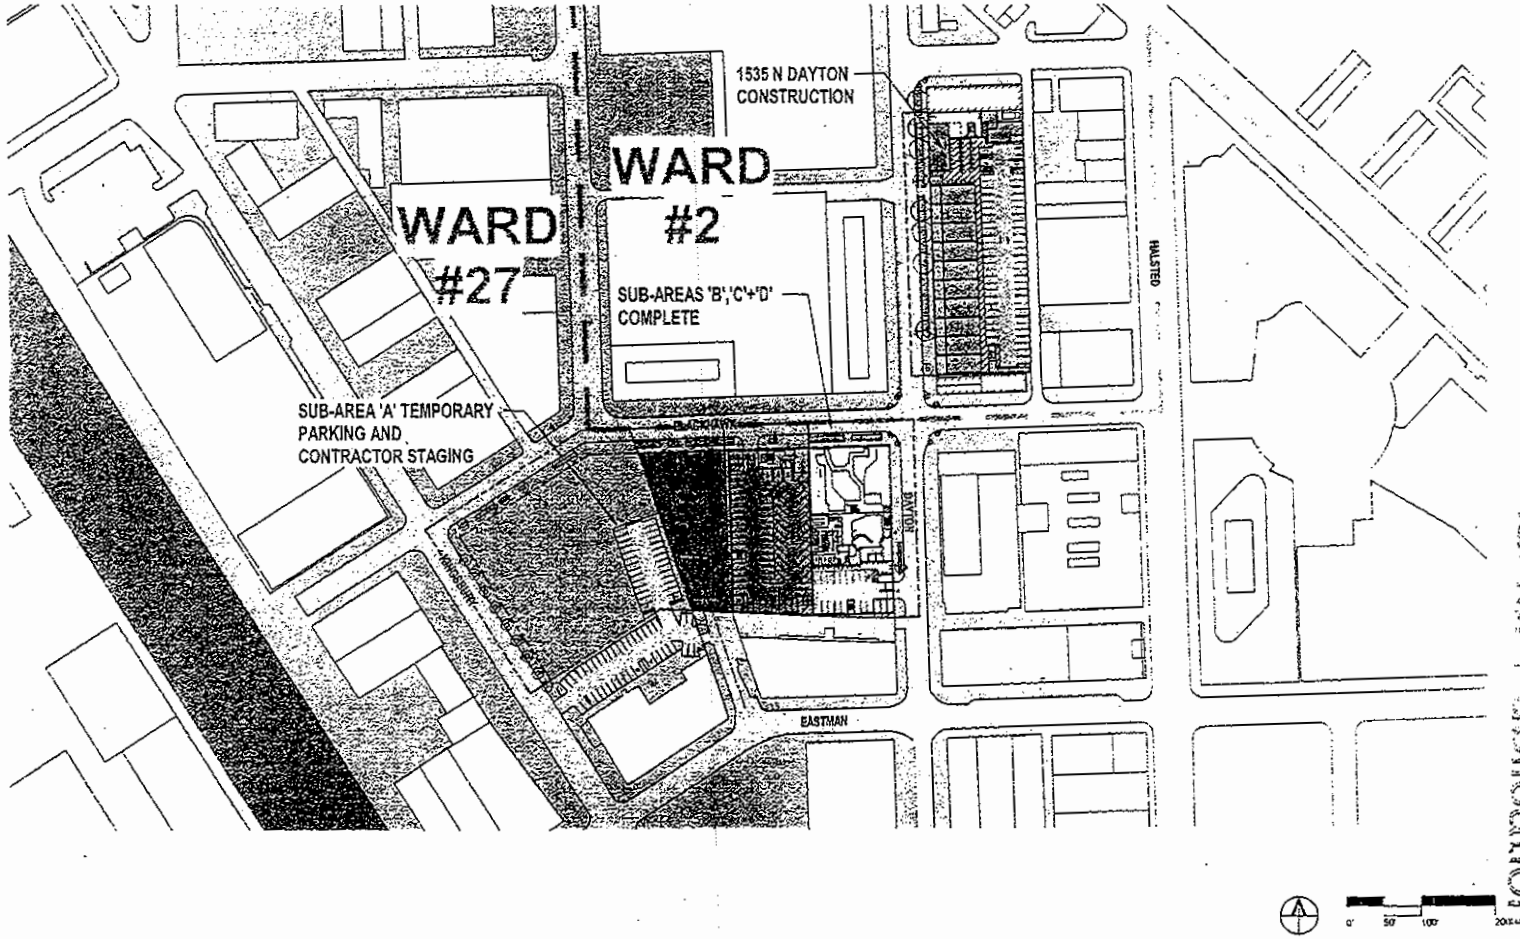 1535 N DAYTON
CONSTRUCTION
WARD
#2
WARD
#27
HALSTED
SUB-AREAS 'B','C'+'D'
COMPLETE
SUB-AREA 'A' TEMPORARY
PARKING AND
CONTRACTOR STAGING
BLACKHAWK
DAYTON
EASTMAN
0' 50' 100'